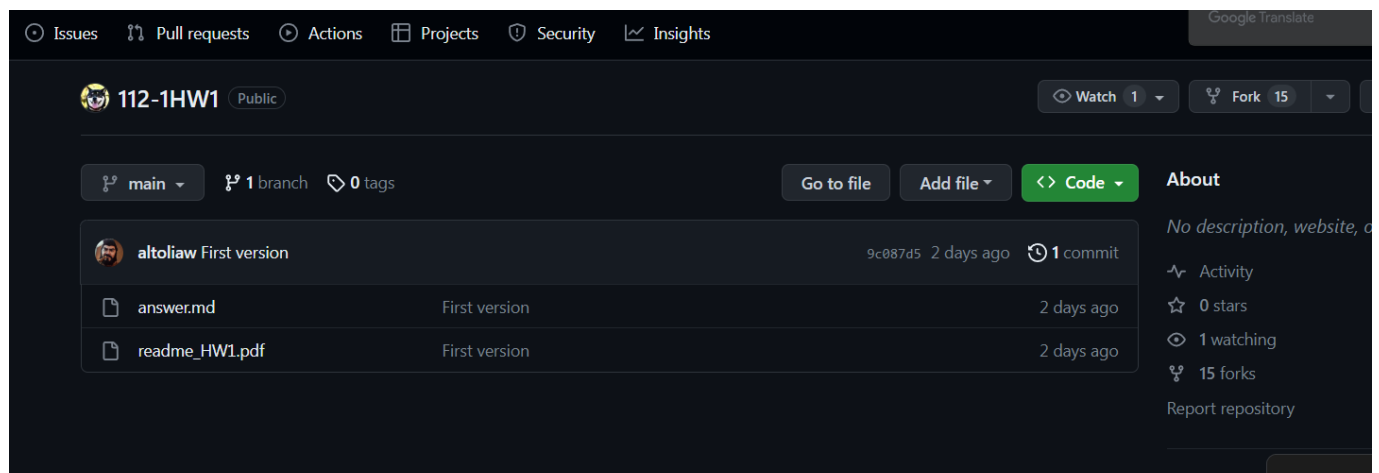 Issues Pull requests Actions Projects Security Insights
Google Translate
112-1HW1 Public
Watch 1 Fork 15
main 1 branch 0 tags Go to file Add file Code
altoliaw First version 9c087d5 2 days ago 1 commit
answer.md First version 2 days ago
readme_HW1.pdf First version 2 days ago
About
No description, website, o
Activity
0 stars
1 watching
15 forks
Report repository